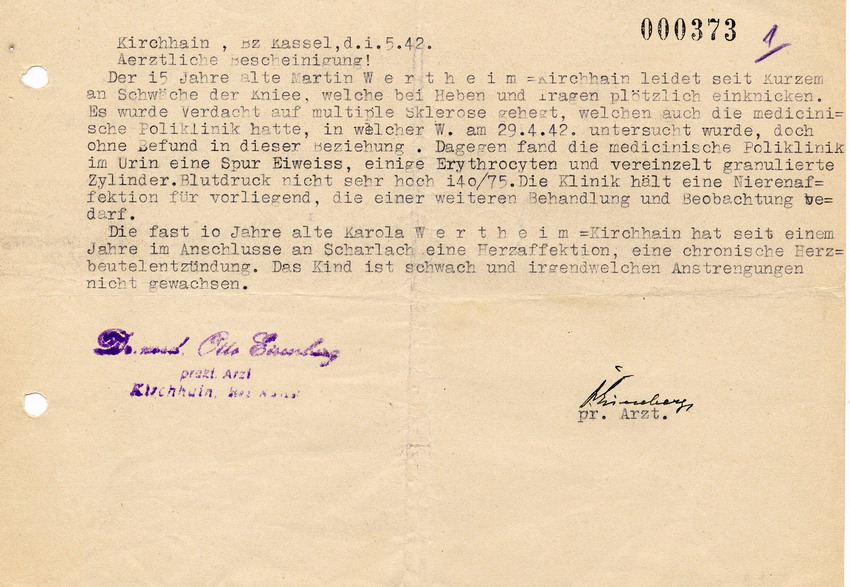 000373 1
Kirchhain , Bz Kassel,d.i.5.42.
Aerztliche Bescheinigung!
Der i5 Jahre alte Martin W e r t h e i m =Kirchhain leidet seit Kurzem
an Schwäche der Kniee, welche bei Heben und Tragen plötzlich einknicken.
Es wurde Verdacht auf multiple Sklerose gehegt, welchen auch die medicini=
sche Poliklinik hatte, in welcher W. am 29.4.42. untersucht wurde, doch
ohne Befund in dieser Beziehung . Dagegen fand die medicinische Poliklinik
im Urin eine Spur Eiweiss, einige Erythrocyten und vereinzelt granulierte
Zylinder.Blutdruck nicht sehr hoch i4o/75.Die Klinik hält eine Nierenaf=
fektion für vorliegend, die einer weiteren Behandlung und Beobachtung be=
darf.
Die fast io Jahre alte Karola W e r t h e i m =Kirchhain hat seit einem
Jahre im Anschlusse an Scharlach eine Herzaffektion, eine chronische Herz=
beutelentzündung. Das Kind ist schwach und irgendwelchen Anstrengungen
nicht gewachsen.
Dr. med. Otto Eisenberg
prakt. Arzt
Kirchhain, Bez Kassel
pr. Arzt.